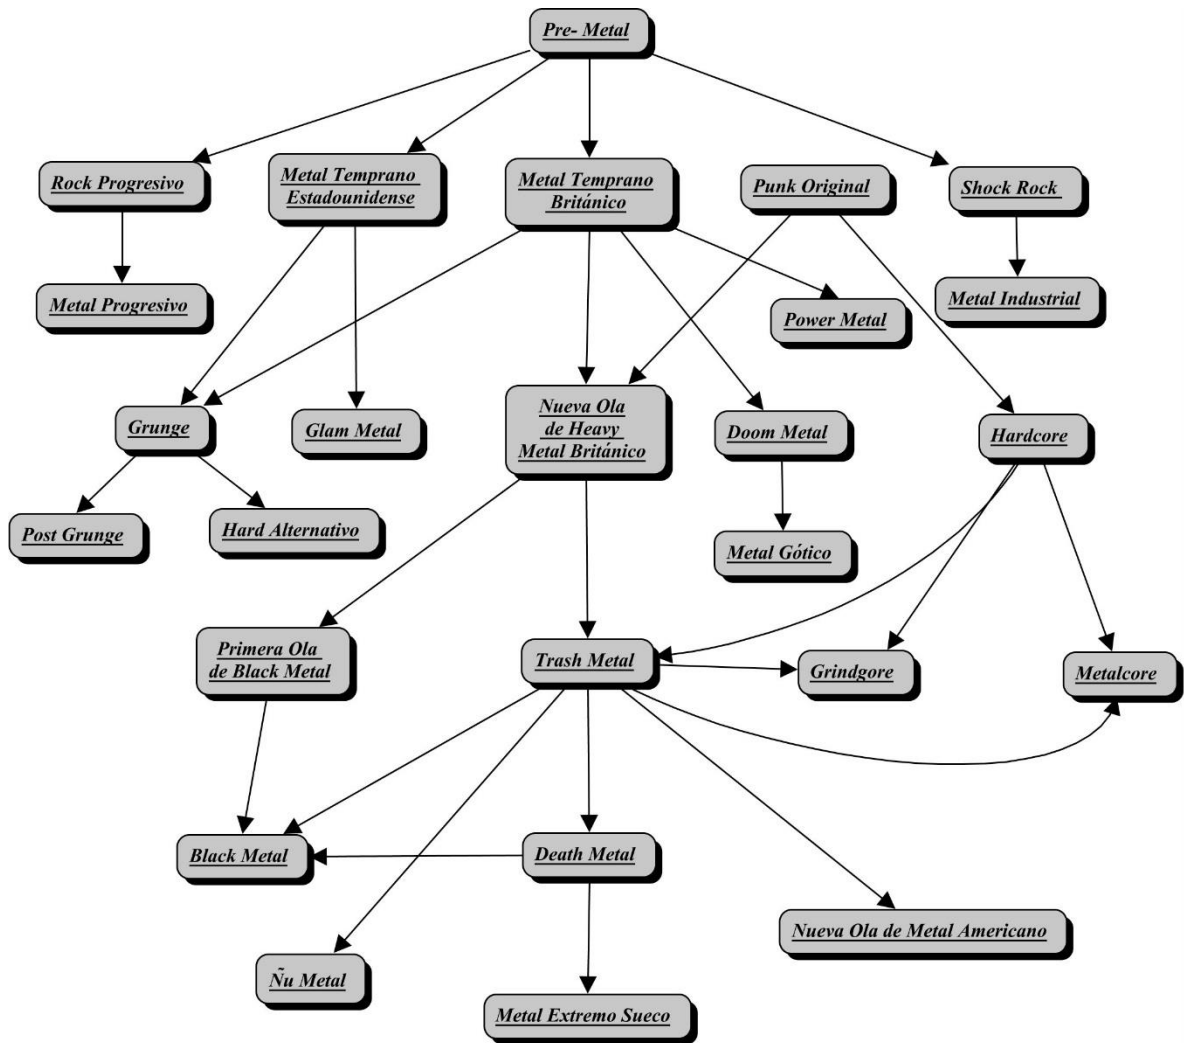 Pre- Metal
Rock Progresivo
Metal Temprano
Estadounidense
Metal Temprano
Británico
Punk Original
Shock Rock
Metal Progresivo
Power Metal
Metal Industrial
Grunge
Glam Metal
Nueva Ola
de Heavy
Metal Británico
Doom Metal
Hardcore
Post Grunge
Hard Alternativo
Metal Gótico
Primera Ola
de Black Metal
Trash Metal
Grindgore
Metalcore
Black Metal
Death Metal
Nueva Ola de Metal Americano
Ñu Metal
Metal Extremo Sueco